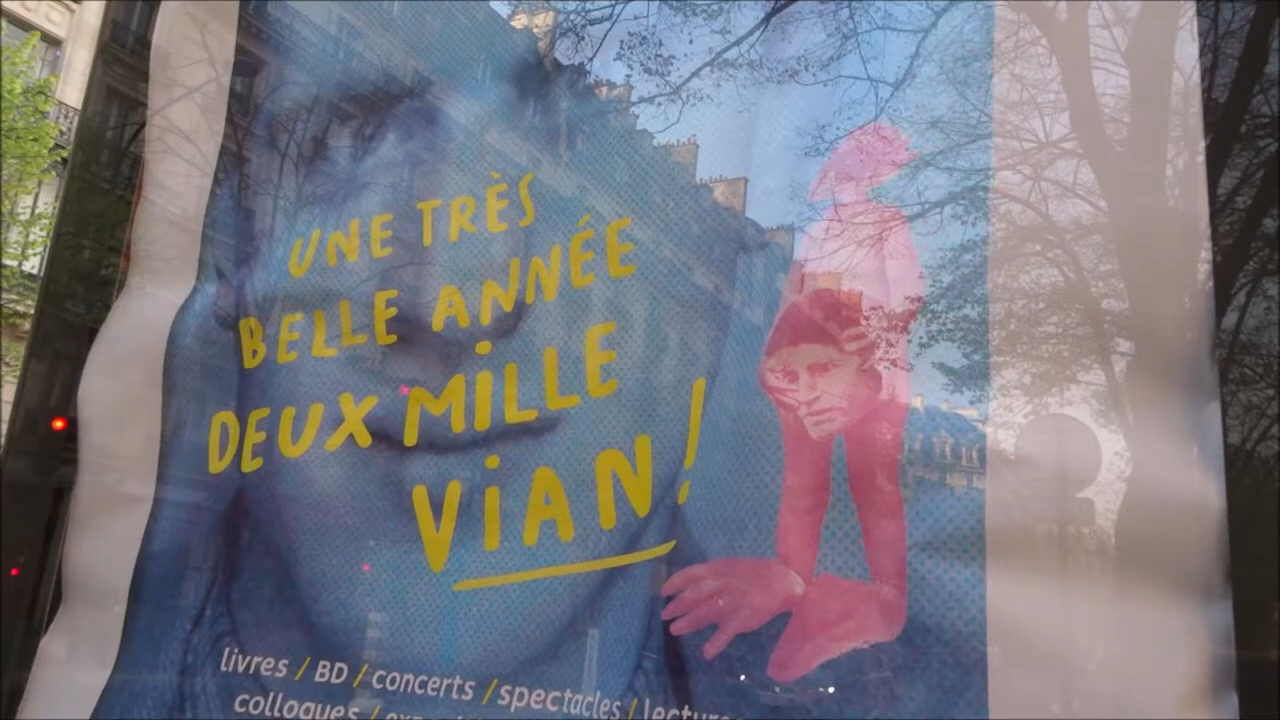 UNE TRÈS
BELLE ANNÉE
DEUX MiLLE
ViAN !
livres / BD / concerts / spectacles / lectures
colloques /